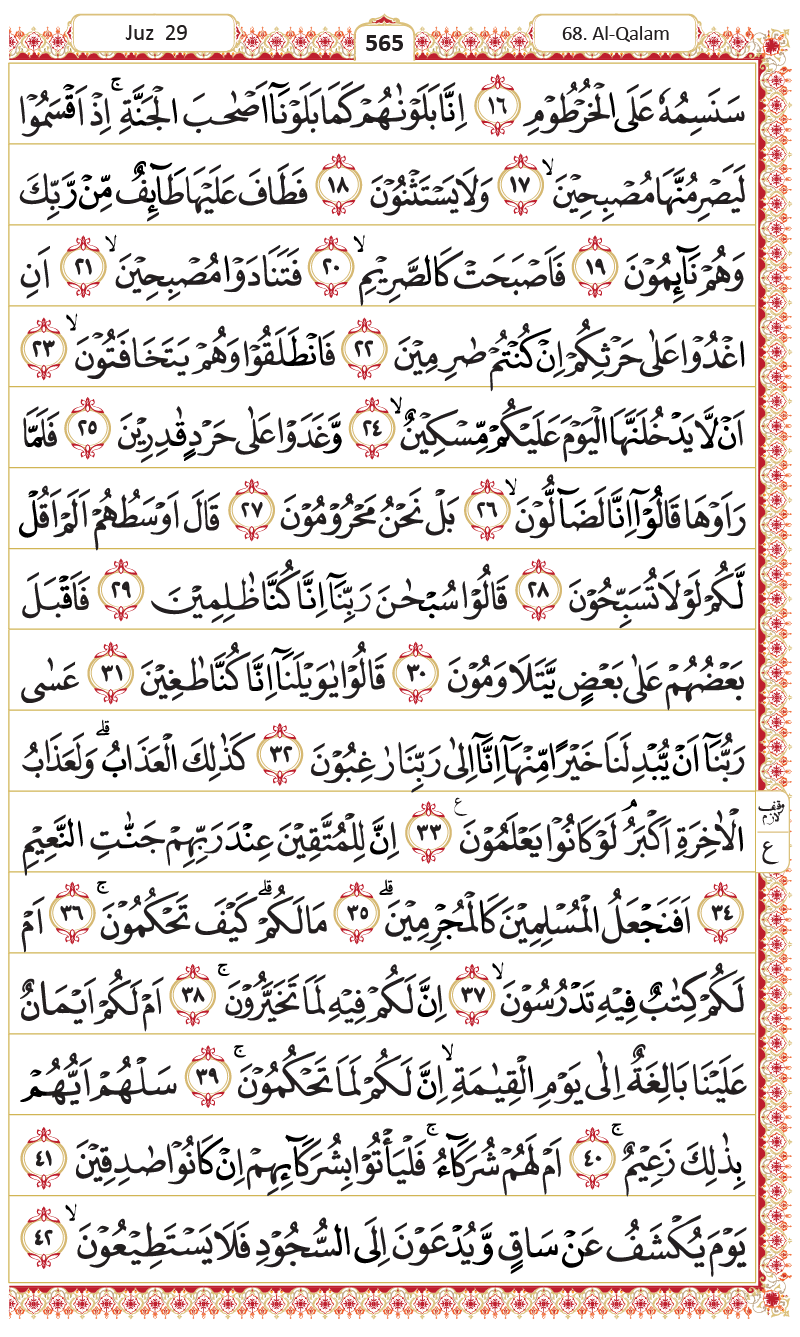 Juz 29
565
68. Al-Qalam
سَنَسِمُهٗ عَلَى الْخُرْطُوْمِ ١٦ اِنَّا بَلَوْنٰهُمْ كَمَا بَلَوْنَآ اَصْحٰبَ الْجَنَّةِ ۚ اِذْ اَقْسَمُوْا
لَيَصْرِمُنَّهَا مُصْبِحِيْنَ ۙ ١٧ وَلَا يَسْتَثْنُوْنَ ١٨ فَطَافَ عَلَيْهَا طَآئِفٌ مِّنْ رَّبِّكَ
وَهُمْ نَآئِمُوْنَ ١٩ فَاَصْبَحَتْ كَالصَّرِيْمِ ۙ ٢٠ فَتَنَادَوْا مُصْبِحِيْنَ ۙ ٢١ اَنِ
اغْدُوْا عَلٰى حَرْثِكُمْ اِنْ كُنْتُمْ صٰرِمِيْنَ ٢٢ فَانْطَلَقُوْا وَهُمْ يَتَخَافَتُوْنَ ۙ ٢٣
اَنْ لَّا يَدْخُلَنَّهَا الْيَوْمَ عَلَيْكُمْ مِّسْكِيْنٌ ۙ ٢٤ وَّغَدَوْا عَلٰى حَرْدٍ قٰدِرِيْنَ ٢٥ فَلَمَّا
رَاَوْهَا قَالُوْٓا اِنَّا لَضَآلُّوْنَ ۙ ٢٦ بَلْ نَحْنُ مَحْرُوْمُوْنَ ٢٧ قَالَ اَوْسَطُهُمْ اَلَمْ اَقُلْ
لَّكُمْ لَوْلَا تُسَبِّحُوْنَ ٢٨ قَالُوْا سُبْحٰنَ رَبِّنَآ اِنَّا كُنَّا ظٰلِمِيْنَ ٢٩ فَاَقْبَلَ
بَعْضُهُمْ عَلٰى بَعْضٍ يَّتَلَاوَمُوْنَ ٣٠ قَالُوْا يٰوَيْلَنَآ اِنَّا كُنَّا طٰغِيْنَ ٣١ عَسٰى
رَبُّنَآ اَنْ يُّبْدِلَنَا خَيْرًا مِّنْهَآ اِنَّآ اِلٰى رَبِّنَا رٰغِبُوْنَ ٣٢ كَذٰلِكَ الْعَذَابُ ۗ وَلَعَذَابُ
الْاٰخِرَةِ اَكْبَرُ ۘ لَوْ كَانُوْا يَعْلَمُوْنَ ࣖ ٣٣ اِنَّ لِلْمُتَّقِيْنَ عِنْدَ رَبِّهِمْ جَنّٰتِ النَّعِيْمِ
وقف لازم
ع
٣٤ اَفَنَجْعَلُ الْمُسْلِمِيْنَ كَالْمُجْرِمِيْنَ ۗ ٣٥ مَا لَكُمْ ۗ كَيْفَ تَحْكُمُوْنَ ۚ ٣٦ اَمْ
لَكُمْ كِتٰبٌ فِيْهِ تَدْرُسُوْنَ ۙ ٣٧ اِنَّ لَكُمْ فِيْهِ لَمَا تَخَيَّرُوْنَ ۚ ٣٨ اَمْ لَكُمْ اَيْمَانٌ
عَلَيْنَا بَالِغَةٌ اِلٰى يَوْمِ الْقِيٰمَةِ ۙ اِنَّ لَكُمْ لَمَا تَحْكُمُوْنَ ۚ ٣٩ سَلْهُمْ اَيُّهُمْ
بِذٰلِكَ زَعِيْمٌ ۚ ٤٠ اَمْ لَهُمْ شُرَكَآءُ ۚ فَلْيَأْتُوْا بِشُرَكَآئِهِمْ اِنْ كَانُوْا صٰدِقِيْنَ ٤١
يَوْمَ يُكْشَفُ عَنْ سَاقٍ وَّيُدْعَوْنَ اِلَى السُّجُوْدِ فَلَا يَسْتَطِيْعُوْنَ ۙ ٤٢